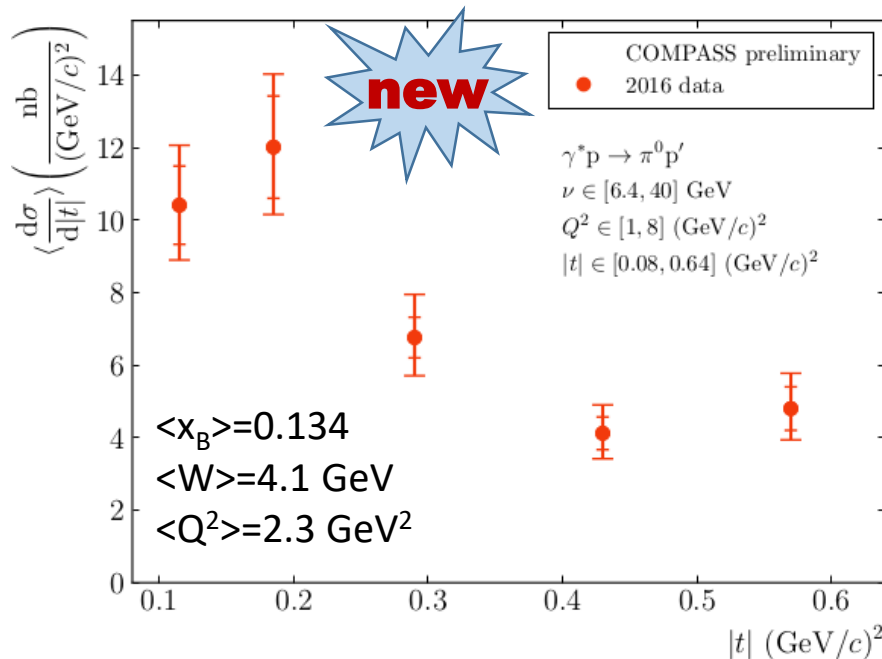 ⟨dσ/d|t|⟩ (nb/(GeV/c)²)
14
12
10
8
6
4
2
0
new
COMPASS preliminary
2016 data
γ*p → π⁰p′
ν ∈ [6.4, 40] GeV
Q² ∈ [1, 8] (GeV/c)²
|t| ∈ [0.08, 0.64] (GeV/c)²
<x_B>=0.134
<W>=4.1 GeV
<Q²>=2.3 GeV²
0.1 0.2 0.3 0.4 0.5 0.6
|t| (GeV/c)²